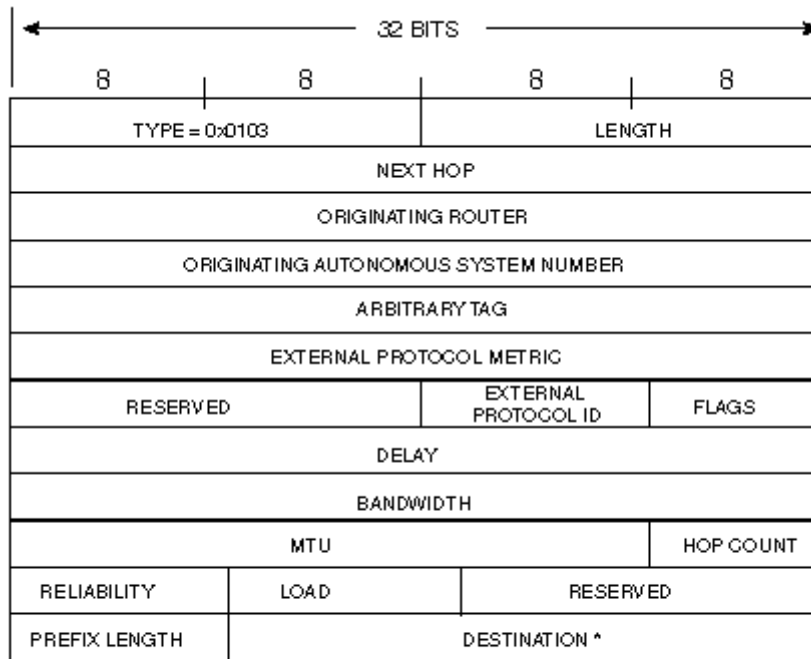 32 BITS
8 8 8 8
TYPE = 0x0103 LENGTH
NEXT HOP
ORIGINATING ROUTER
ORIGINATING AUTONOMOUS SYSTEM NUMBER
ARBITRARY TAG
EXTERNAL PROTOCOL METRIC
RESERVED EXTERNAL PROTOCOL ID FLAGS
DELAY
BANDWIDTH
MTU HOP COUNT
RELIABILITY LOAD RESERVED
PREFIX LENGTH DESTINATION *